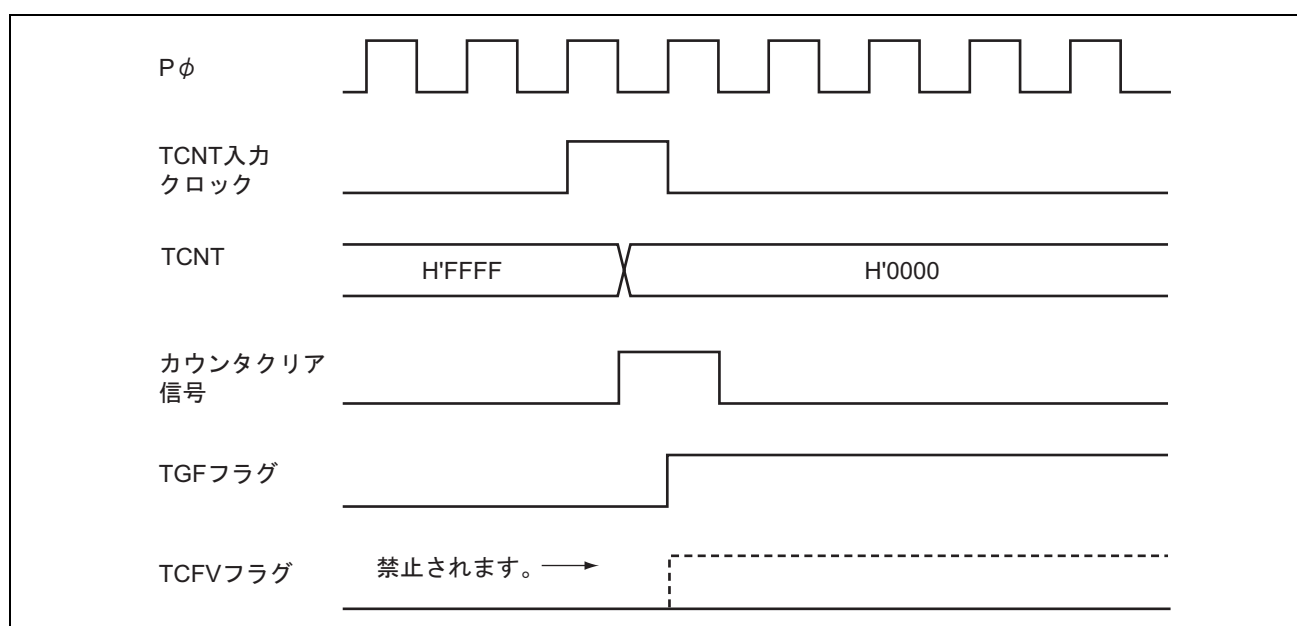 Pφ
TCNT入力
クロック
TCNT
H'FFFF
H'0000
カウンタクリア
信号
TGFフラグ
TCFVフラグ
禁止されます。